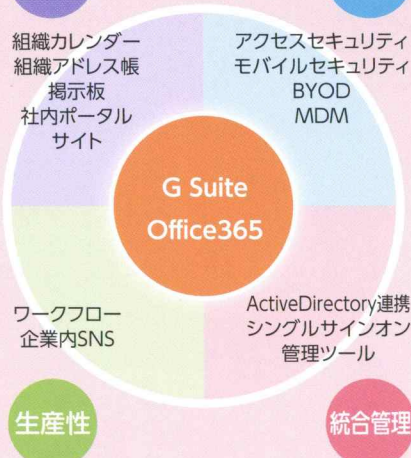 組織カレンダー
組織アドレス帳
掲示板
社内ポータル
サイト
アクセスセキュリティ
モバイルセキュリティ
BYOD
MDM
G Suite
Office365
ワークフロー
企業内SNS
ActiveDirectory連携
シングルサインオン
管理ツール
生産性
統合管理